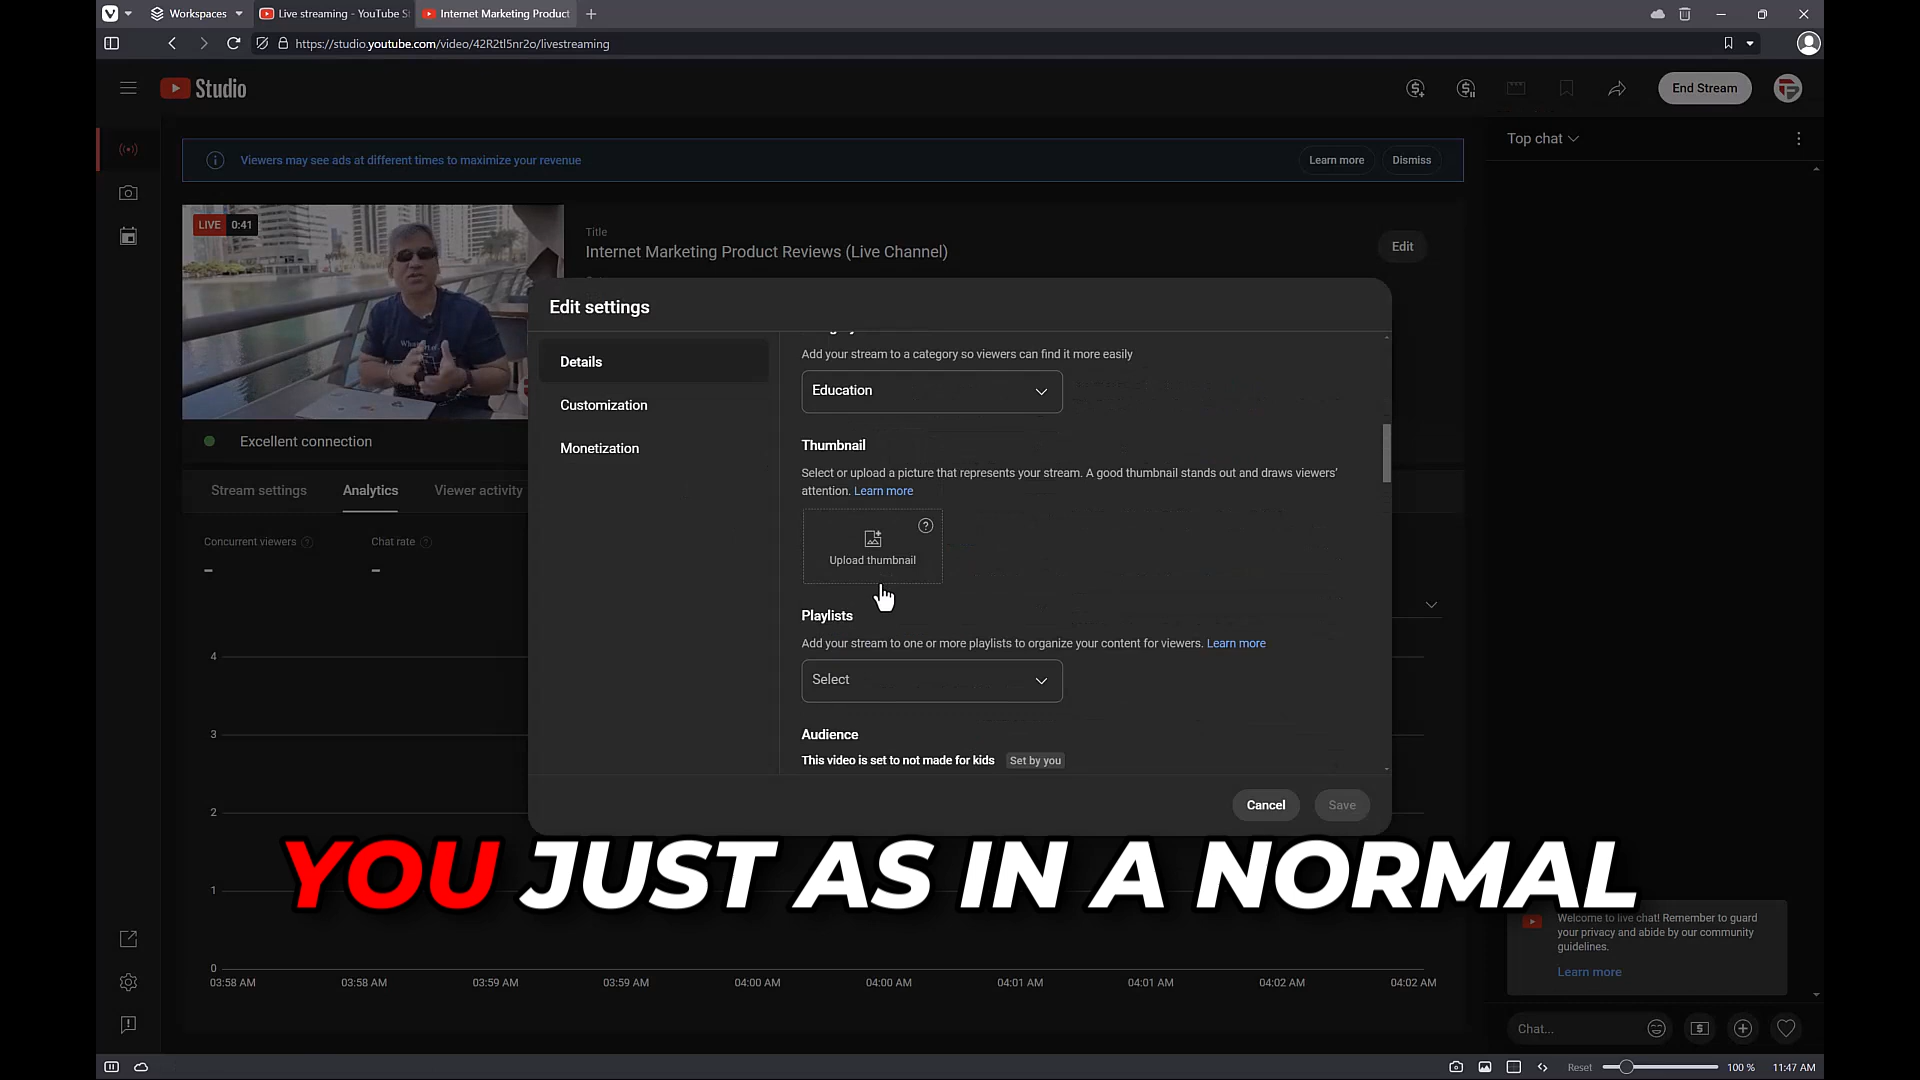 Workspaces
Live streaming - YouTube S
Internet Marketing Product
https://studio.youtube.com/video/42R2tl5nr2o/livestreaming
Studio
End Stream
Viewers may see ads at different times to maximize your revenue
Learn more
Dismiss
Top chat
LIVE 0:41
Title
Internet Marketing Product Reviews (Live Channel)
Edit
Excellent connection
Stream settings
Analytics
Viewer activity
Concurrent viewers
Chat rate
–
–
4
3
2
1
0
03:58 AM
03:58 AM
03:59 AM
03:59 AM
04:00 AM
04:00 AM
04:01 AM
04:01 AM
04:02 AM
04:02 AM
Edit settings
Details
Customization
Monetization
Add your stream to a category so viewers can find it more easily
Education
Thumbnail
Select or upload a picture that represents your stream. A good thumbnail stands out and draws viewers'
attention. Learn more
Upload thumbnail
Playlists
Add your stream to one or more playlists to organize your content for viewers. Learn more
Select
Audience
This video is set to not made for kids
Set by you
Cancel
Save
YOU JUST AS IN A NORMAL
Welcome to live chat! Remember to guard
your privacy and abide by our community
guidelines.
Learn more
Chat...
Reset
100 %
11:47 AM